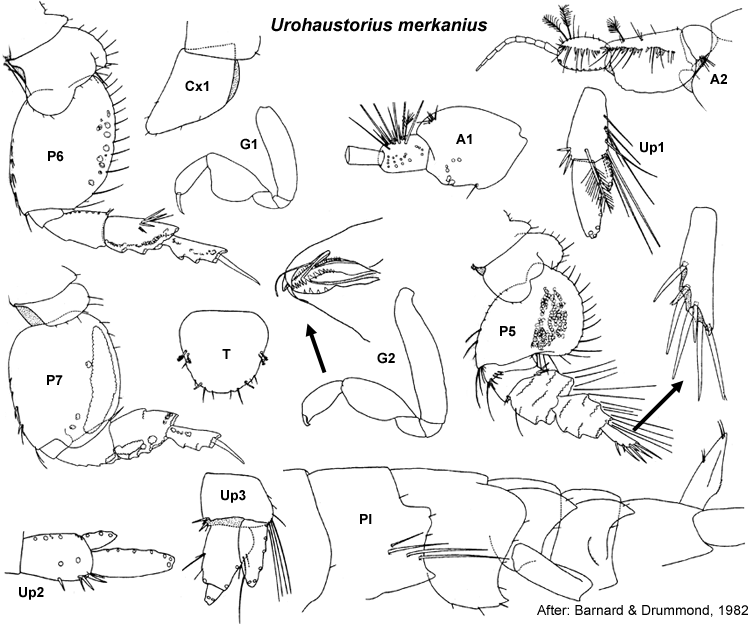 Urohaustorius merkanius
Cx1
A2
G1
A1
Up1
P6
P5
T
G2
P7
Up3
Pl
Up2
After: Barnard & Drummond, 1982